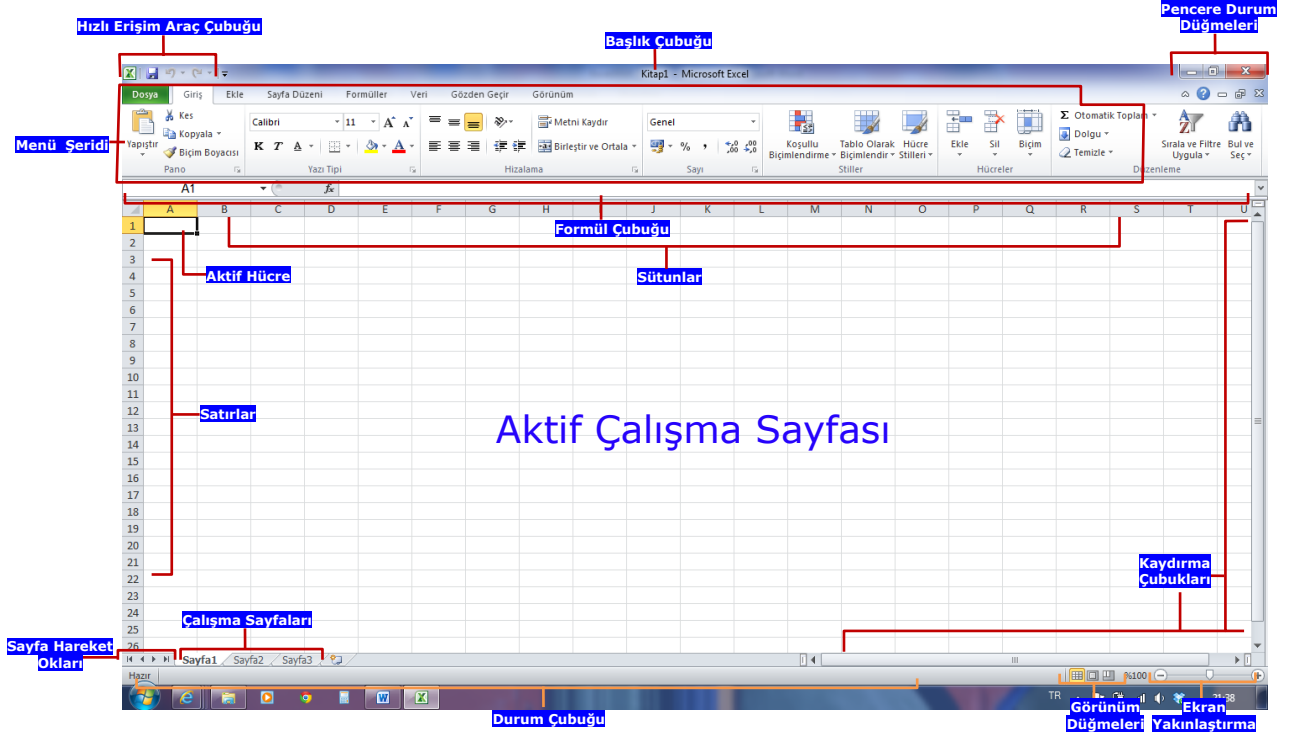 Pencere Durum
Düğmeleri
Hızlı Erişim Araç Çubuğu
Başlık Çubuğu
Kitap1 - Microsoft Excel
Dosya Giriş Ekle Sayfa Düzeni Formüller Veri Gözden Geçir Görünüm
Menü Şeridi
Yapıştır
Kes
Kopyala
Biçim Boyacısı
Pano
Calibri 11
K T A
Yazı Tipi
Metni Kaydır
Birleştir ve Ortala
Hizalama
Genel
% ,
Sayı
Koşullu
Biçimlendirme
Tablo Olarak
Biçimlendir
Hücre
Stilleri
Stiller
Ekle Sil Biçim
Hücreler
Σ Otomatik Toplam
Dolgu
Temizle
Sırala ve Filtre
Uygula
Bul ve
Seç
Düzenleme
A1 fx
A B C D E F G H I J K L M N O P Q R S T U
Formül Çubuğu
Aktif Hücre
Sütunlar
1
2
3
4
5
6
7
8
9
10
11
12
13
14
15
16
17
18
19
20
21
22
23
24
25
26
Satırlar
Aktif Çalışma Sayfası
Kaydırma
Çubukları
Çalışma Sayfaları
Sayfa Hareket
Okları
Sayfa1 Sayfa2 Sayfa3
Hazır
%100
TR
Durum Çubuğu
Görünüm
Düğmeleri
Ekran
Yakınlaştırma